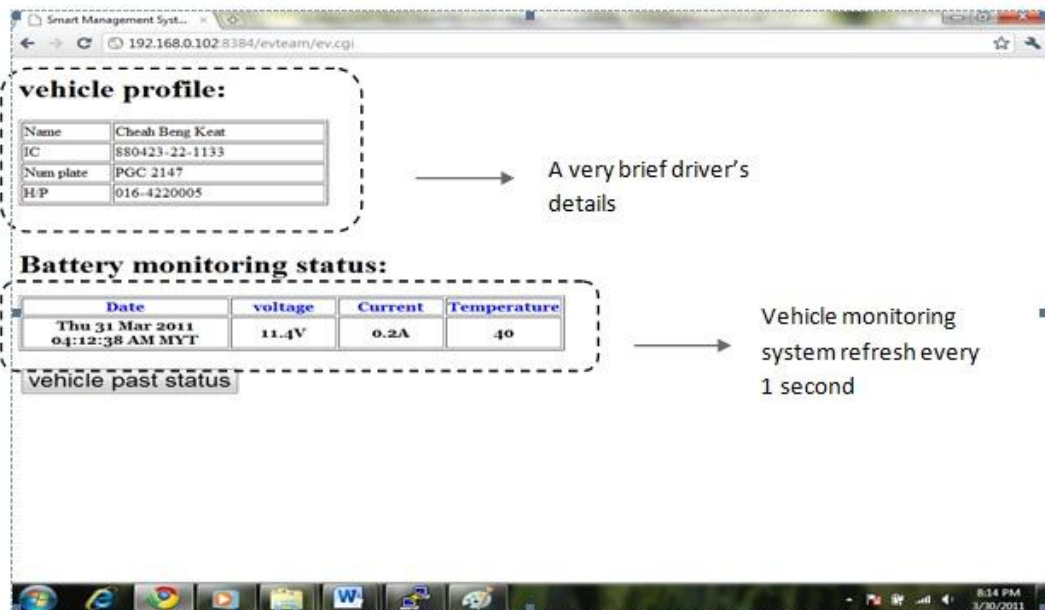 Smart Management Syst...
192.168.0.102:8384/evteam/ev.cgi
vehicle profile:
Name Cheah Beng Keat
IC 880423-22-1133
Num plate PGC 2147
H/P 016-4220005
A very brief driver's
details
Battery monitoring status:
Date voltage Current Temperature
Thu 31 Mar 2011
04:12:38 AM MYT 11.4V 0.2A 40
Vehicle monitoring
system refresh every
1 second
vehicle past status
8:14 PM
3/30/2011